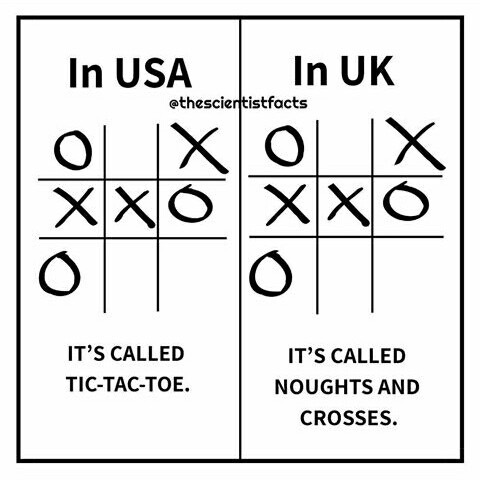 In USA
In UK
@thescientistfacts
O X
X X O
O
O X
X X O
O
IT'S CALLED
TIC-TAC-TOE.
IT'S CALLED
NOUGHTS AND
CROSSES.